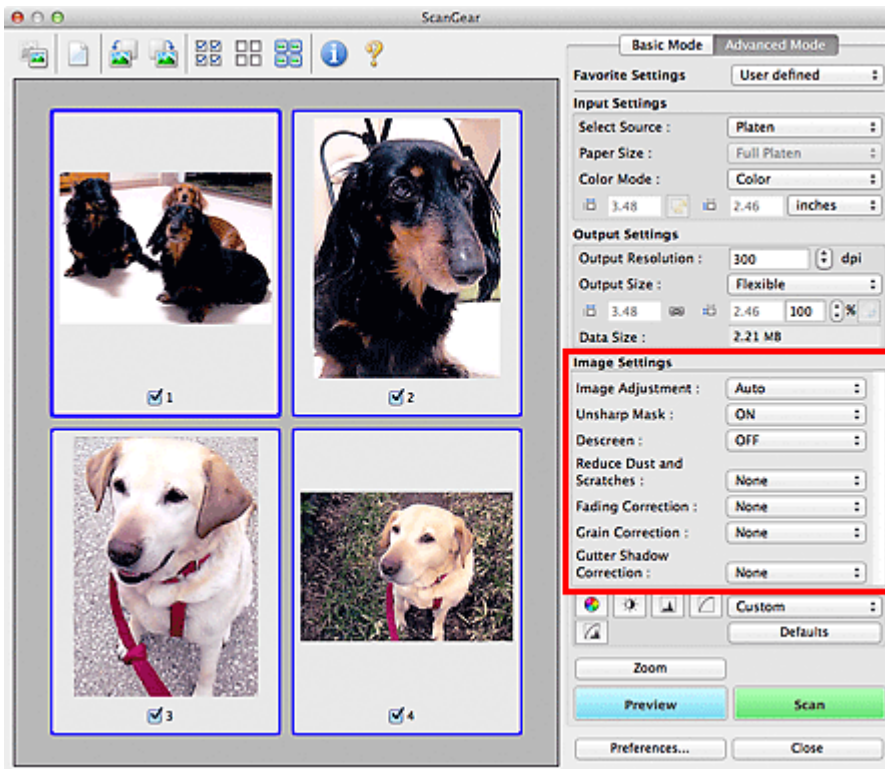 ScanGear
Basic Mode Advanced Mode
Favorite Settings User defined
Input Settings
Select Source : Platen
Paper Size : Full Platen
Color Mode : Color
3.48 2.46 inches
Output Settings
Output Resolution : 300 dpi
Output Size : Flexible
3.48 2.46 100 %
Data Size : 2.21 MB
Image Settings
Image Adjustment : Auto
Unsharp Mask : ON
Descreen : OFF
Reduce Dust and
Scratches : None
Fading Correction : None
Grain Correction : None
Gutter Shadow
Correction : None
Custom
Defaults
Zoom
Preview Scan
Preferences... Close
1
2
3
4